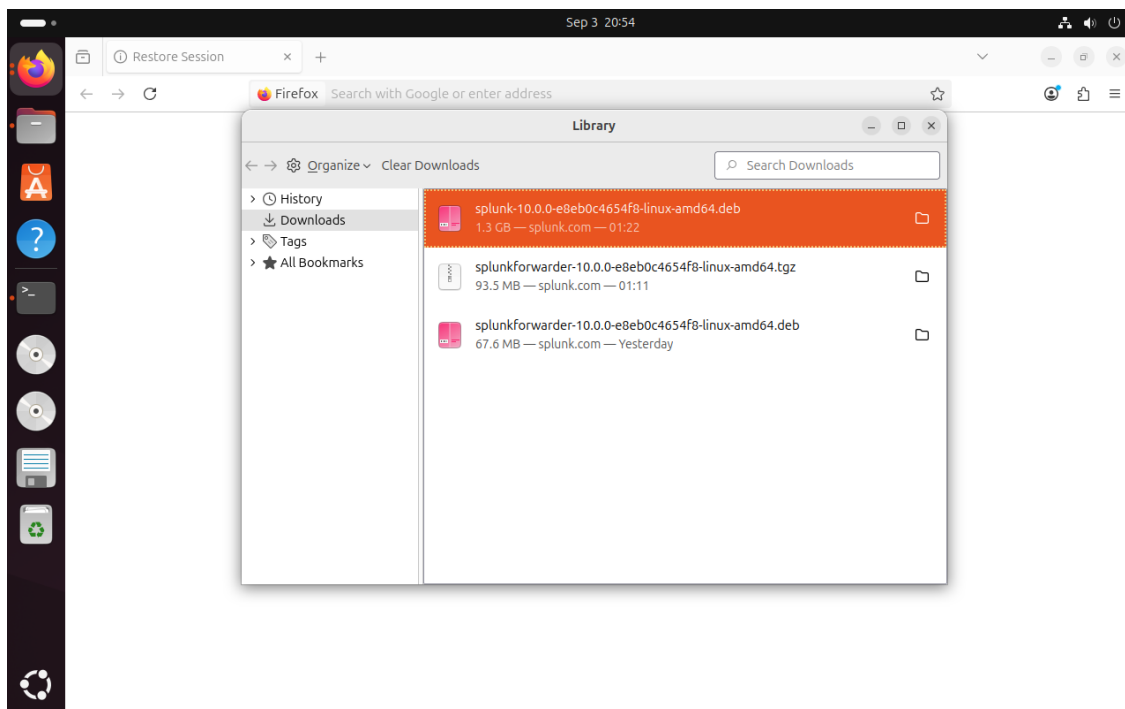 Sep 3 20:54
Restore Session
Firefox Search with Google or enter address
Library
Organize Clear Downloads
Search Downloads
History
Downloads
Tags
All Bookmarks
splunk-10.0.0-e8eb0c4654f8-linux-amd64.deb
1.3 GB — splunk.com — 01:22
splunkforwarder-10.0.0-e8eb0c4654f8-linux-amd64.tgz
93.5 MB — splunk.com — 01:11
splunkforwarder-10.0.0-e8eb0c4654f8-linux-amd64.deb
67.6 MB — splunk.com — Yesterday